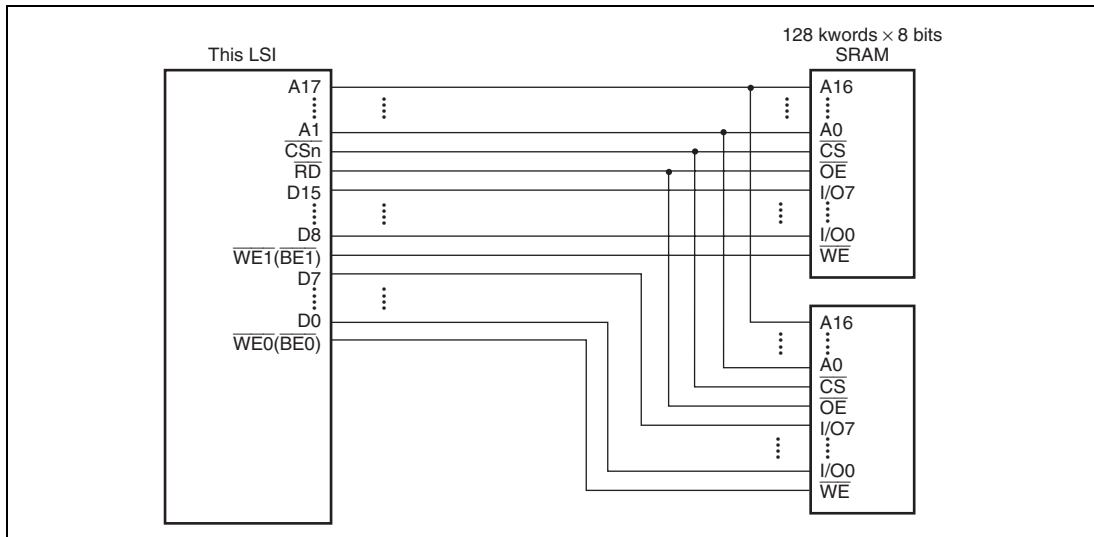 128 kwords × 8 bits
This LSI
SRAM
A17
A1
CSn
RD
D15
D8
WE1(BE1)
D7
D0
WE0(BE0)
A16
A0
CS
OE
I/O7
I/O0
WE
A16
A0
CS
OE
I/O7
I/O0
WE